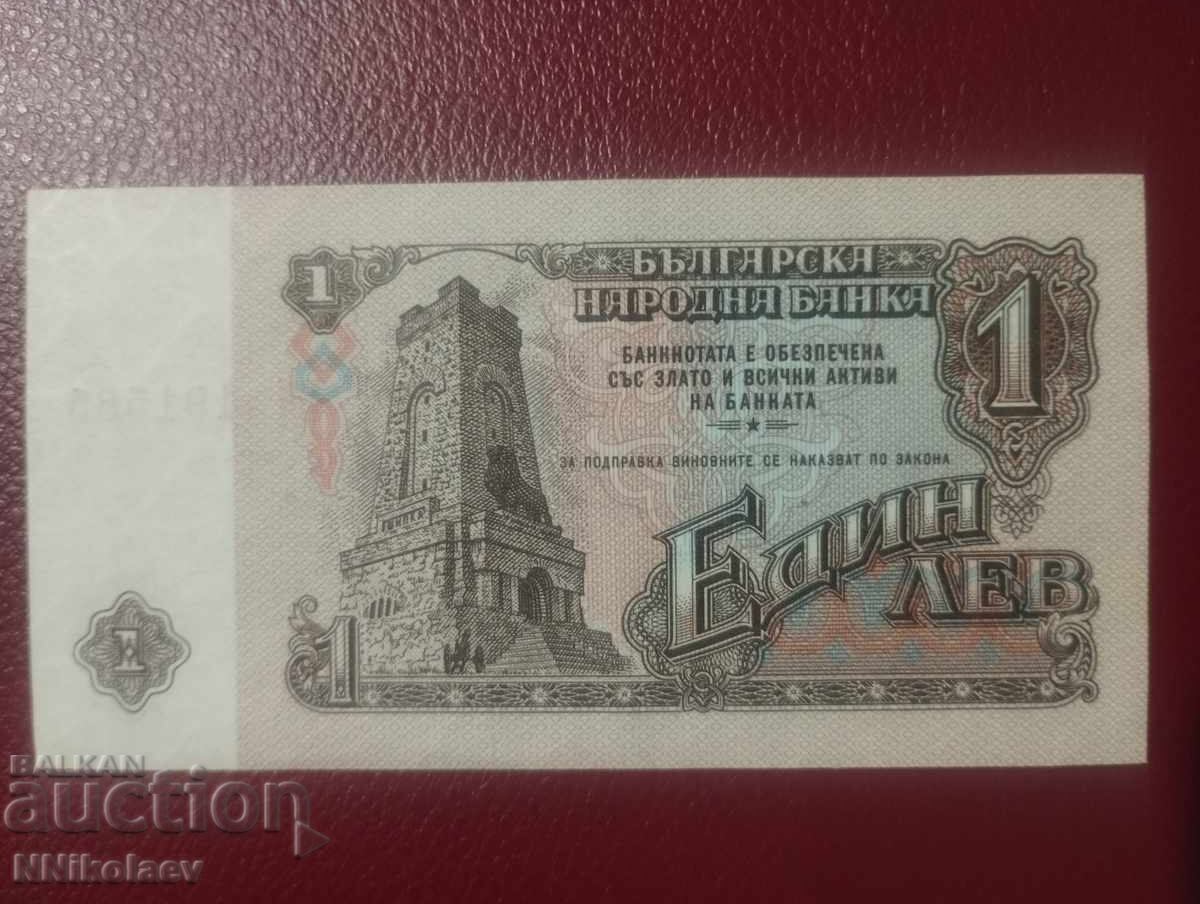 1
БЪЛГАРСКА
НАРОДНА БАНКА
1
БАНКНОТАТА Е ОБЕЗПЕЧЕНА
СЪС ЗЛАТО И ВСИЧКИ АКТИВИ
НА БАНКАТА
ЗА ПОДПРАВКА ВИНОВНИТЕ СЕ НАКАЗВАТ ПО ЗАКОНА
ШИПКА
ЕДИН
ЛЕВ
1
1
BALKAN
auction
NNikolaev